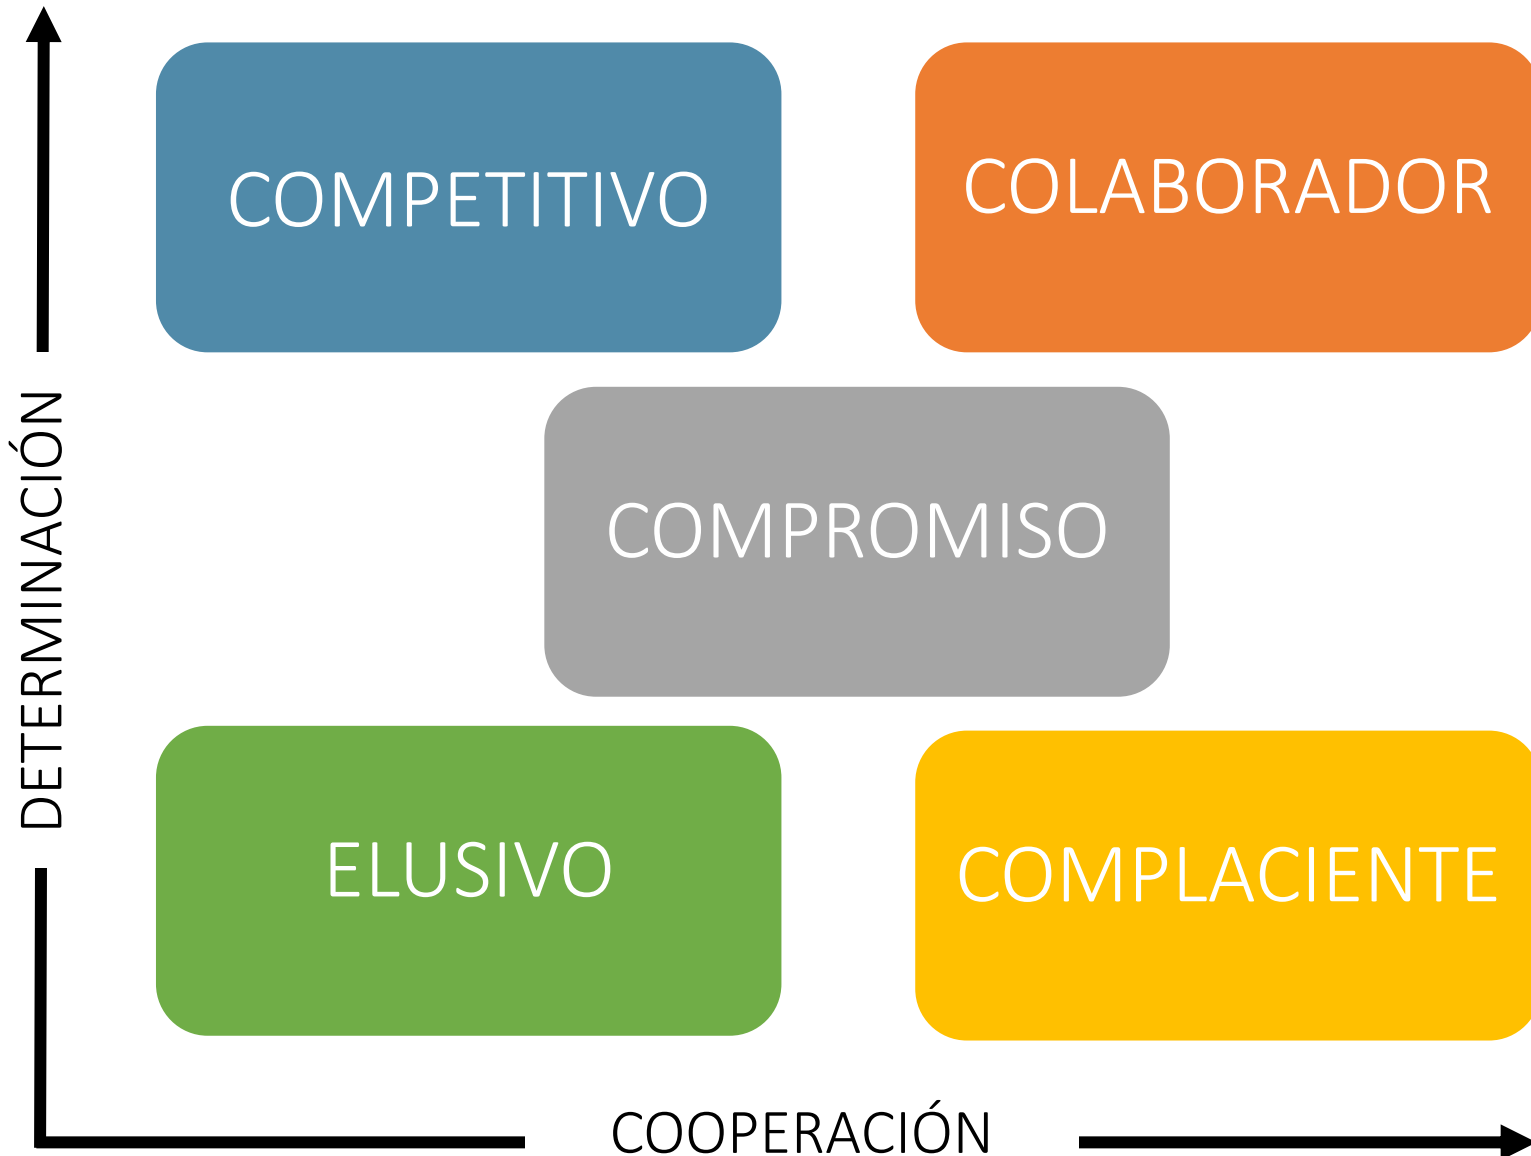 COMPETITIVO
COLABORADOR
DETERMINACIÓN
COMPROMISO
ELUSIVO
COMPLACIENTE
COOPERACIÓN